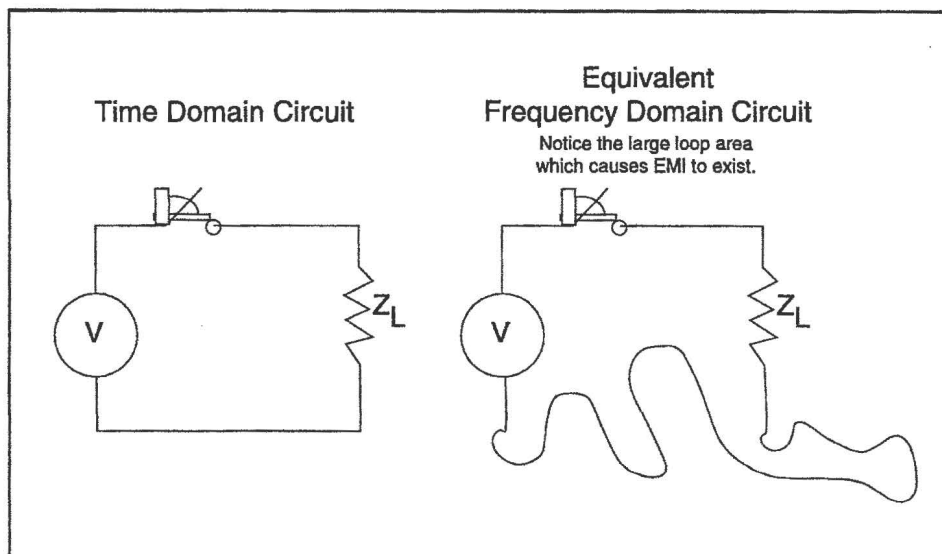 Time Domain Circuit
Equivalent
Frequency Domain Circuit
Notice the large loop area
which causes EMI to exist.
V
ZL
V
ZL